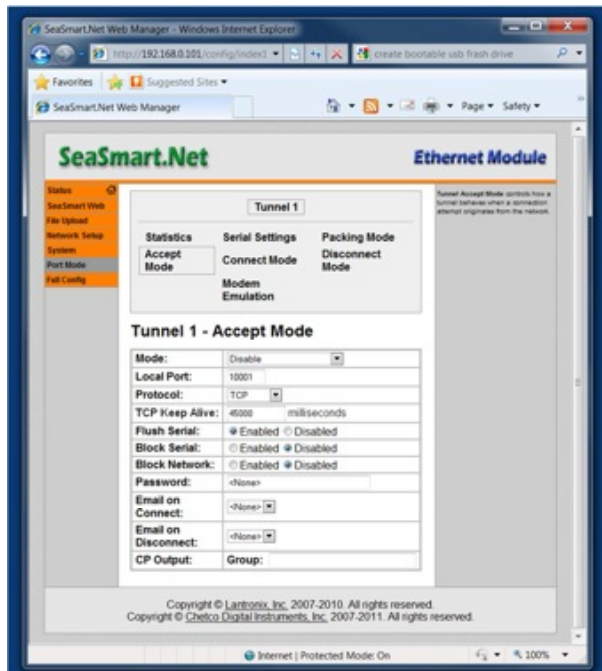 SeaSmart.Net Web Manager - Windows Internet Explorer
http://192.168.0.101/config/index1
create bootable usb frash drive
Favorites
Suggested Sites
SeaSmart.Net Web Manager
Page
Safety
SeaSmart.Net
Ethernet Module
Status
SeaSmart Web
File Upload
Network Setup
System
Port Mode
Full Config
Tunnel 1
Statistics
Serial Settings
Packing Mode
Accept Mode
Connect Mode
Disconnect Mode
Modem Emulation
Tunnel Accept Mode controls how a
tunnel behaves when a connection
attempt originates from the network.
Tunnel 1 - Accept Mode
Mode: Disable
Local Port: 10001
Protocol: TCP
TCP Keep Alive: 45000 milliseconds
Flush Serial: Enabled Disabled
Block Serial: Enabled Disabled
Block Network: Enabled Disabled
Password: <None>
Email on Connect: <None>
Email on Disconnect: <None>
CP Output: Group:
Copyright © Lantronix, Inc. 2007-2010. All rights reserved.
Copyright © Chetco Digital Instruments, Inc. 2007-2011. All rights reserved.
Internet | Protected Mode: On
100%